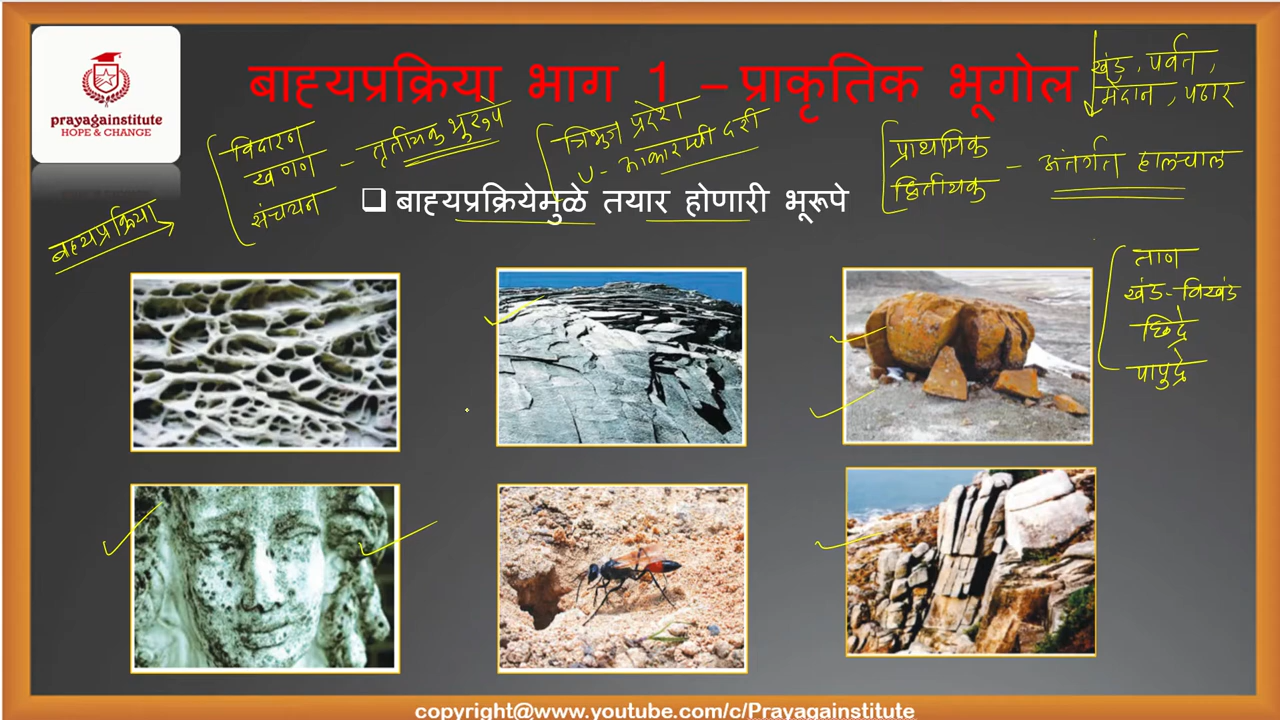 prayagainstitute
HOPE & CHANGE
बाह्यप्रक्रिया भाग 1 – प्राकृतिक भूगोल
खंड, पर्वत,
मैदान, पठार
विदारण
खणन
संचयन
– तृतीयक भुरुपे
त्रिभुज प्रदेश
U – आकाराची दरी
प्राथमिक
द्वितीयक
– अंतर्गत हालचाल
बाह्यप्रक्रियेमुळे तयार होणारी भूरूपे
बाह्यप्रक्रिया
ताण
खंड-विखंड
छिद्रे
पापुद्रे
copyright@www.youtube.com/c/Prayagainstitute